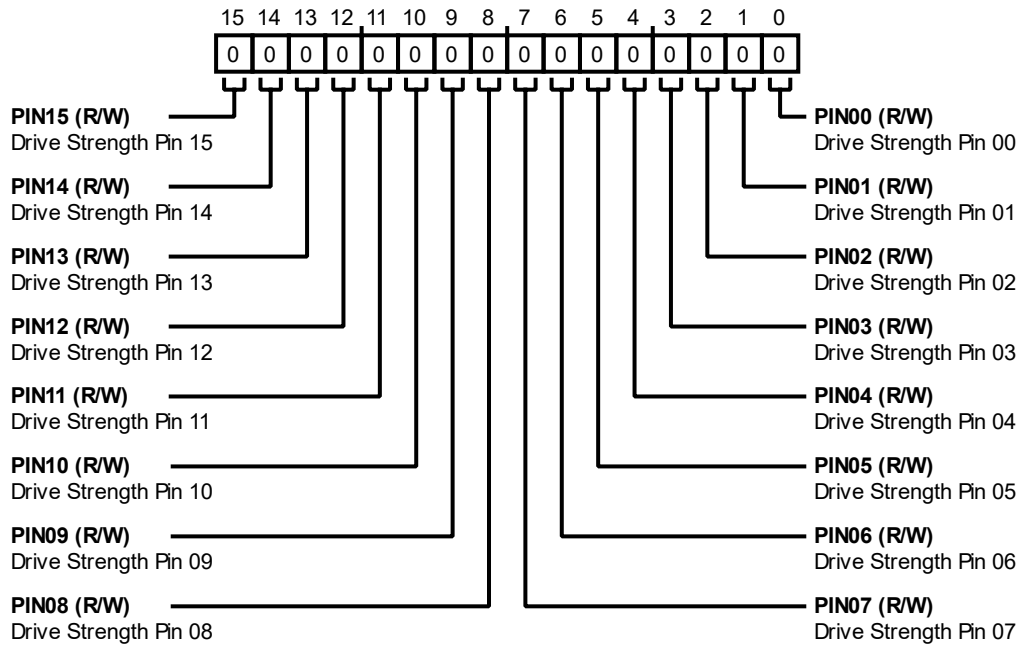 15 14 13 12 11 10 9 8 7 6 5 4 3 2 1 0
0 0 0 0 0 0 0 0 0 0 0 0 0 0 0 0
PIN15 (R/W)
Drive Strength Pin 15
PIN14 (R/W)
Drive Strength Pin 14
PIN13 (R/W)
Drive Strength Pin 13
PIN12 (R/W)
Drive Strength Pin 12
PIN11 (R/W)
Drive Strength Pin 11
PIN10 (R/W)
Drive Strength Pin 10
PIN09 (R/W)
Drive Strength Pin 09
PIN08 (R/W)
Drive Strength Pin 08
PIN00 (R/W)
Drive Strength Pin 00
PIN01 (R/W)
Drive Strength Pin 01
PIN02 (R/W)
Drive Strength Pin 02
PIN03 (R/W)
Drive Strength Pin 03
PIN04 (R/W)
Drive Strength Pin 04
PIN05 (R/W)
Drive Strength Pin 05
PIN06 (R/W)
Drive Strength Pin 06
PIN07 (R/W)
Drive Strength Pin 07